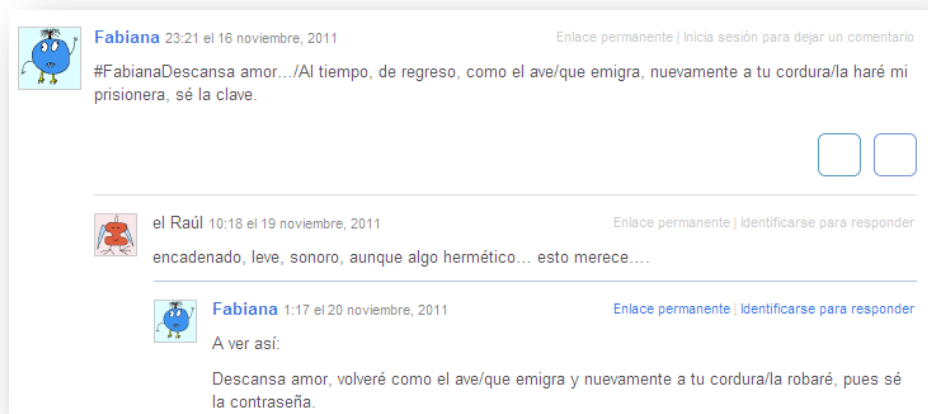 Fabiana 23:21 el 16 noviembre, 2011 Enlace permanente | Inicia sesión para dejar un comentario
#FabianaDescansa amor.../Al tiempo, de regreso, como el ave/que emigra, nuevamente a tu cordura/la haré mi
prisionera, sé la clave.
el Raúl 10:18 el 19 noviembre, 2011 Enlace permanente | Identificarse para responder
encadenado, leve, sonoro, aunque algo hermético... esto merece....
Fabiana 1:17 el 20 noviembre, 2011 Enlace permanente | Identificarse para responder
A ver así:
Descansa amor, volveré como el ave/que emigra y nuevamente a tu cordura/la robaré, pues sé
la contraseña.